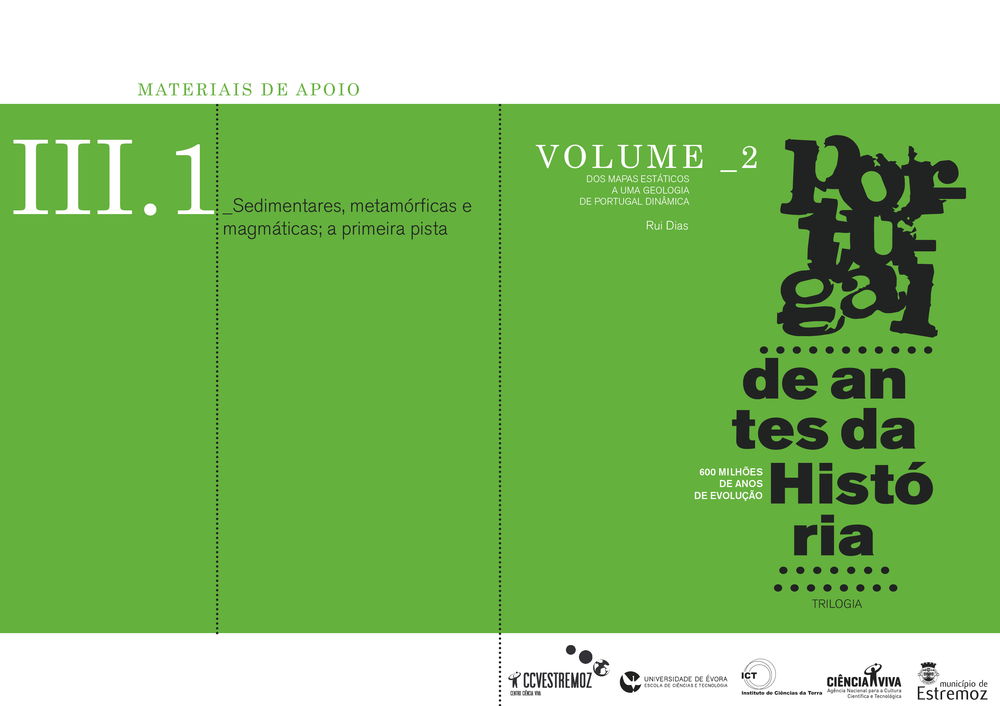 MATERIAIS DE APOIO
III.1
_Sedimentares, metamórficas e
magmáticas; a primeira pista
VOLUME _2
DOS MAPAS ESTÁTICOS
A UMA GEOLOGIA
DE PORTUGAL DINÂMICA
Rui Dias
por-
tu-
gal
de an
tes da
Histó
ria
600 MILHÕES
DE ANOS
DE EVOLUÇÃO
TRILOGIA
CCVESTREMOZ
CENTRO CIÊNCIA VIVA
UNIVERSIDADE DE ÉVORA
ESCOLA DE CIÊNCIAS E TECNOLOGIA
ICT
Instituto de Ciências da Terra
CIÊNCIA VIVA
Agência Nacional para a Cultura
Científica e Tecnológica
ESTREMOZ
município de
Estremoz